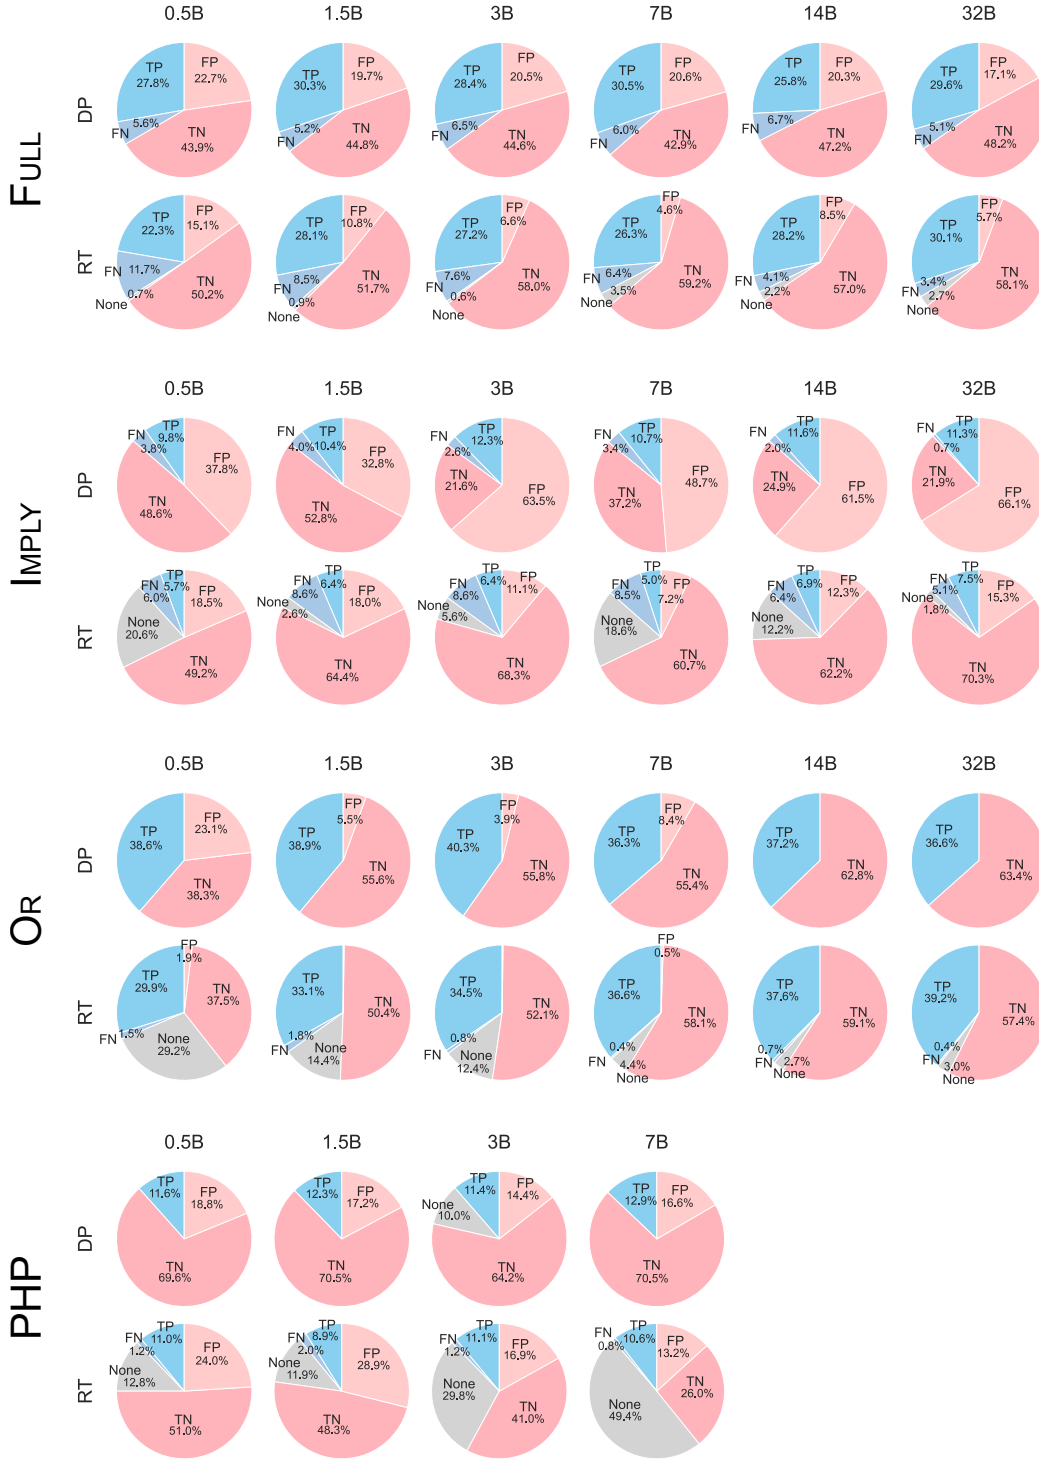 0.5B 1.5B 3B 7B 14B 32B
FULL
DP
TP 27.8% FP 22.7% FN 5.6% TN 43.9%
TP 30.3% FP 19.7% FN 5.2% TN 44.8%
TP 28.4% FP 20.5% FN 6.5% TN 44.6%
TP 30.5% FP 20.6% FN 6.0% TN 42.9%
TP 25.8% FP 20.3% FN 6.7% TN 47.2%
TP 29.6% FP 17.1% FN 5.1% TN 48.2%
RT
TP 22.3% FP 15.1% FN 11.7% None 0.7% TN 50.2%
TP 28.1% FP 10.8% FN 8.5% None 0.9% TN 51.7%
TP 27.2% FP 6.6% FN 7.6% None 0.6% TN 58.0%
TP 26.3% FP 4.6% FN 6.4% None 3.5% TN 59.2%
TP 28.2% FP 8.5% FN 4.1% None 2.2% TN 57.0%
TP 30.1% FP 5.7% FN 3.4% None 2.7% TN 58.1%
0.5B 1.5B 3B 7B 14B 32B
IMPLY
DP
FN 3.8% TP 9.8% FP 37.8% TN 48.6%
FN 4.0% TP 10.4% FP 32.8% TN 52.8%
FN 2.6% TP 12.3% TN 21.6% FP 63.5%
FN 3.4% TP 10.7% FP 48.7% TN 37.2%
FN 2.0% TP 11.6% TN 24.9% FP 61.5%
FN 0.7% TP 11.3% TN 21.9% FP 66.1%
RT
FN 6.0% TP 5.7% FP 18.5% None 20.6% TN 49.2%
FN 8.6% TP 6.4% FP 18.0% None 2.6% TN 64.4%
FN 8.6% TP 6.4% FP 11.1% None 5.6% TN 68.3%
FN 8.5% TP 5.0% FP 7.2% None 18.6% TN 60.7%
FN 6.4% TP 6.9% FP 12.3% None 12.2% TN 62.2%
FN 5.1% TP 7.5% FP 15.3% None 1.8% TN 70.3%
0.5B 1.5B 3B 7B 14B 32B
OR
DP
TP 38.6% FP 23.1% TN 38.3%
TP 38.9% FP 5.5% TN 55.6%
TP 40.3% FP 3.9% TN 55.8%
TP 36.3% FP 8.4% TN 55.4%
TP 37.2% TN 62.8%
TP 36.6% TN 63.4%
RT
TP 29.9% FP 1.9% TN 37.5% FN 1.5% None 29.2%
TP 33.1% TN 50.4% FN 1.8% None 14.4%
TP 34.5% TN 52.1% FN 0.8% None 12.4%
TP 36.6% FP 0.5% TN 58.1% FN 0.4% None 4.4%
TP 37.6% TN 59.1% FN 0.7% None 2.7%
TP 39.2% TN 57.4% FN 0.4% None 3.0%
0.5B 1.5B 3B 7B
PHP
DP
TP 11.6% FP 18.8% TN 69.6%
TP 12.3% FP 17.2% TN 70.5%
None 10.0% TP 11.4% FP 14.4% TN 64.2%
TP 12.9% FP 16.6% TN 70.5%
RT
FN 1.2% TP 11.0% FP 24.0% None 12.8% TN 51.0%
FN 2.0% TP 8.9% FP 28.9% None 11.9% TN 48.3%
FN 1.2% TP 11.1% FP 16.9% None 29.8% TN 41.0%
FN 0.8% TP 10.6% FP 13.2% TN 26.0% None 49.4%